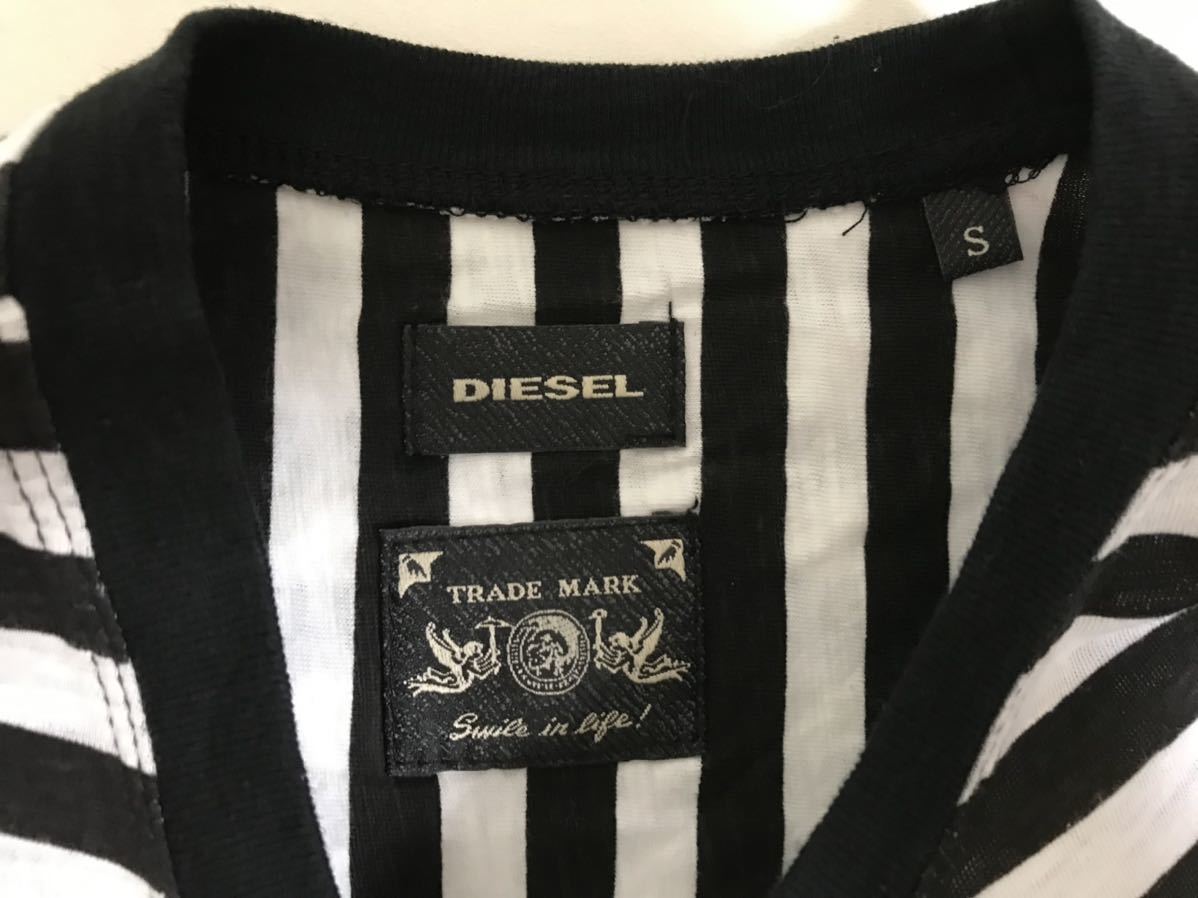 S
DIESEL
TRADE MARK
Smile in life!